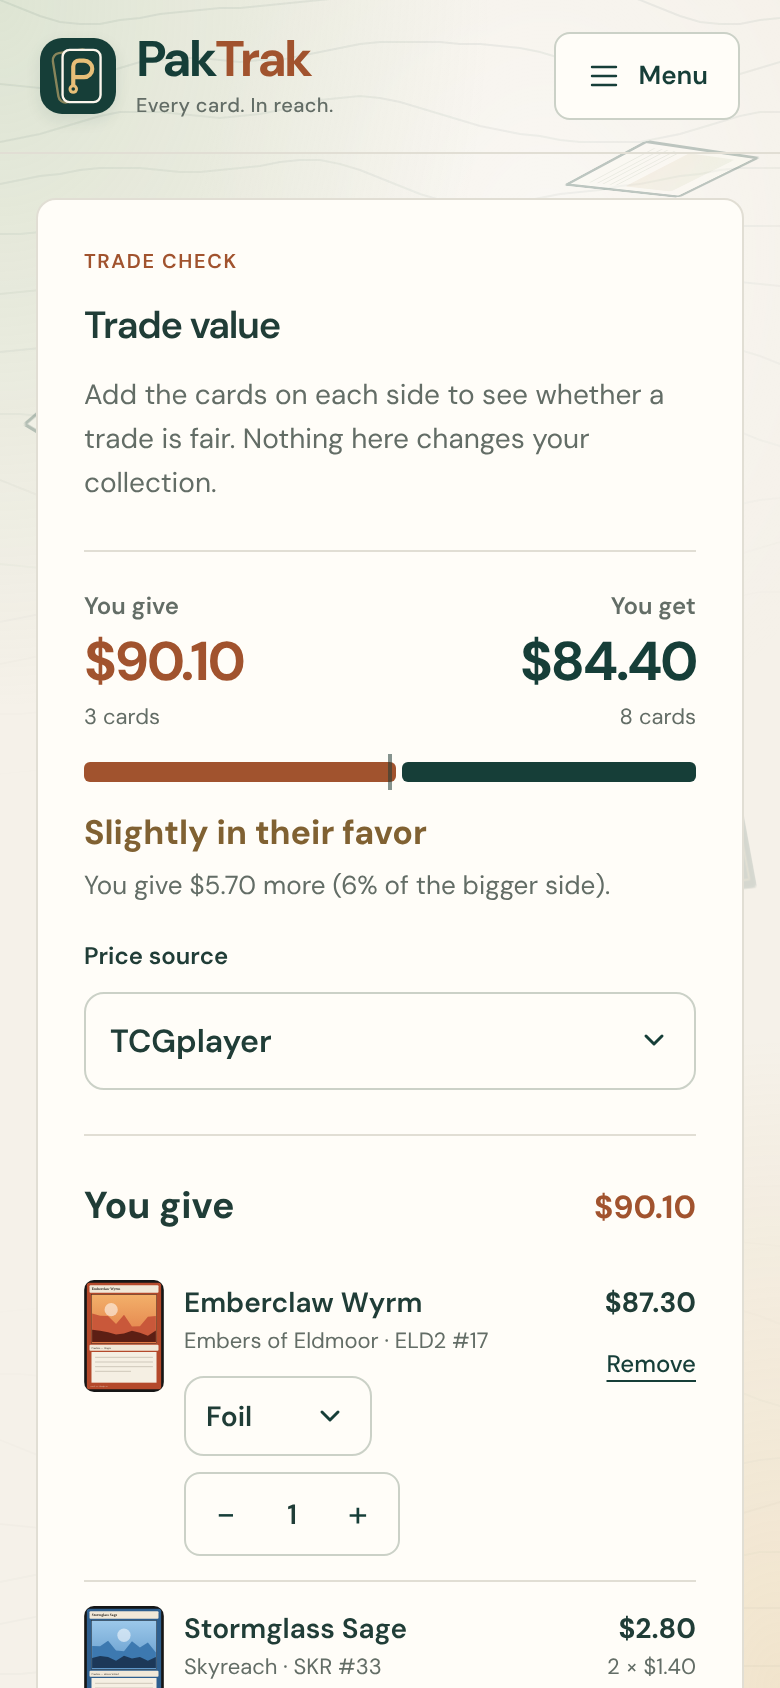 PakTrak
Every card. In reach.
Menu
TRADE CHECK
Trade value
Add the cards on each side to see whether a
trade is fair. Nothing here changes your
collection.
You give
You get
$90.10
$84.40
3 cards
8 cards
Slightly in their favor
You give $5.70 more (6% of the bigger side).
Price source
TCGplayer
You give
$90.10
Emberclaw Wyrm
Emberclaw Wyrm
$87.30
Embers of Eldmoor · ELD2 #17
Remove
Foil
− 1 +
Stormglass Sage
Stormglass Sage
$2.80
Skyreach · SKR #33
2 × $1.40